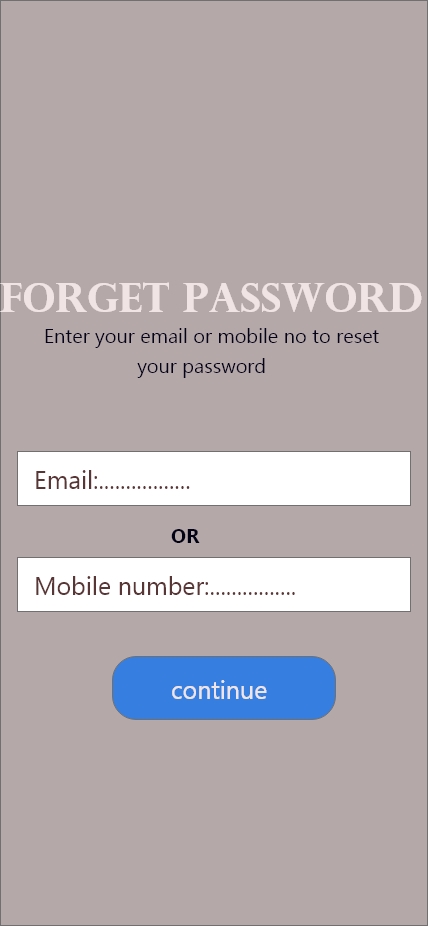 FORGET PASSWORD
Enter your email or mobile no to reset
your password
Email:.................
OR
Mobile number:................
continue